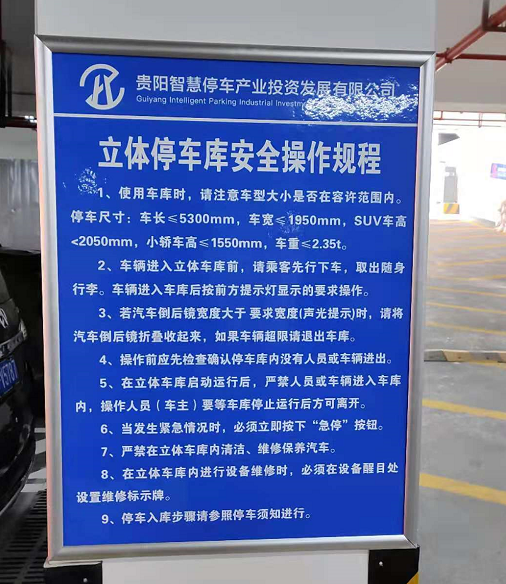 贵阳智慧停车产业投资发展有限公司
Guiyang Intelligent Parking Industrial Investm
立体停车库安全操作规程
1、使用车库时，请注意车型大小是否在容许范围内。
停车尺寸：车长≤5300mm，车宽≤1950mm，SUV车高
<2050mm，小轿车高≤1550mm，车重≤2.35t。
2、车辆进入立体车库前，请乘客先行下车，取出随身
行李。车辆进入车库后按前方提示灯显示的要求操作。
3、若汽车倒后镜宽度大于 要求宽度(声光提示)时，请将
汽车倒后镜折叠收起来，如果车辆超限请退出车库。
4、操作前应先检查确认停车库内没有人员或车辆进出。
5、在立体车库启动运行后，严禁人员或车辆进入车库
内，操作人员（车主）要等车库停止运行后方可离开。
6、当发生紧急情况时，必须立即按下“急停”按钮。
7、严禁在立体车库内清洁、维修保养汽车。
8、在立体车库内进行设备维修时，必须在设备醒目处
设置维修标示牌。
9、停车入库步骤请参照停车须知进行。